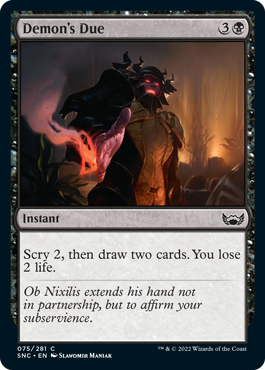 Demon's Due 3
Instant
Scry 2, then draw two cards. You lose
2 life.
Ob Nixilis extends his hand not
in partnership, but to affirm your
subservience.
075/281 C
SNC • EN SLAWOMIR MANIAK
™ & © 2022 Wizards of the Coast